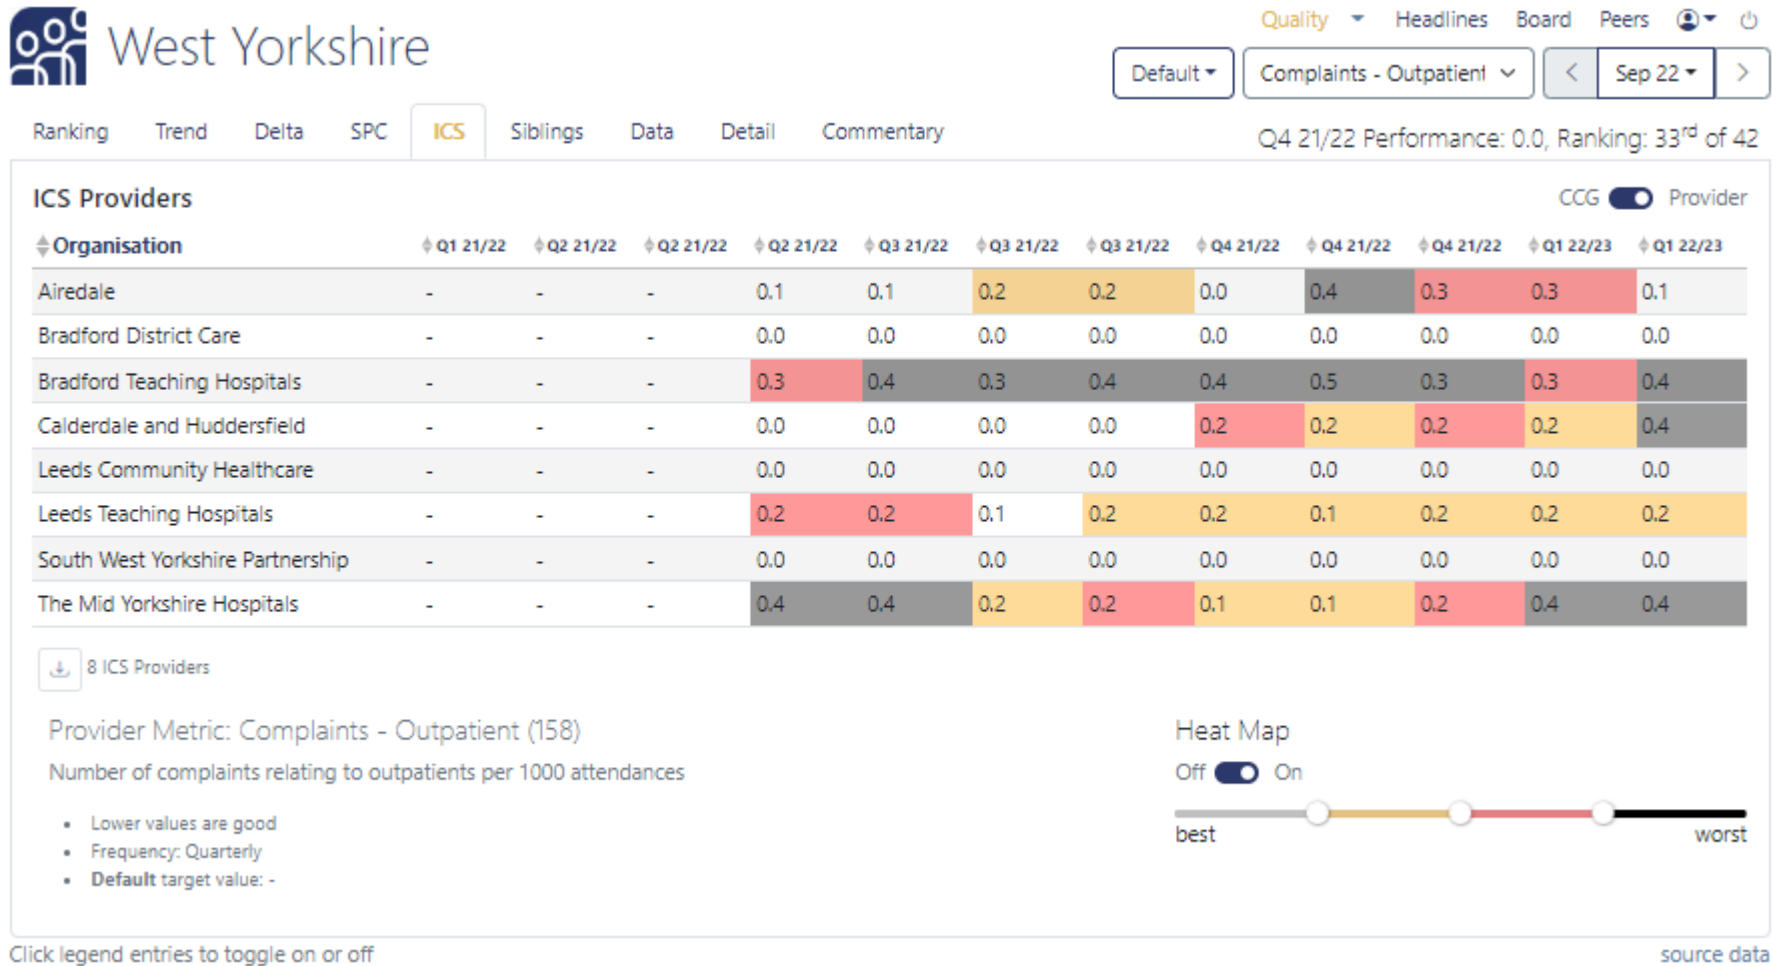 West Yorkshire
Quality Headlines Board Peers
Default Complaints - Outpatient Sep 22
Ranking Trend Delta SPC ICS Siblings Data Detail Commentary
Q4 21/22 Performance: 0.0, Ranking: 33rd of 42
ICS Providers CCG Provider
Organisation Q1 21/22 Q2 21/22 Q2 21/22 Q2 21/22 Q3 21/22 Q3 21/22 Q3 21/22 Q4 21/22 Q4 21/22 Q4 21/22 Q1 22/23 Q1 22/23
Airedale - - - 0.1 0.1 0.2 0.2 0.0 0.4 0.3 0.3 0.1
Bradford District Care - - - 0.0 0.0 0.0 0.0 0.0 0.0 0.0 0.0 0.0
Bradford Teaching Hospitals - - - 0.3 0.4 0.3 0.4 0.4 0.5 0.3 0.3 0.4
Calderdale and Huddersfield - - - 0.0 0.0 0.0 0.0 0.2 0.2 0.2 0.2 0.4
Leeds Community Healthcare - - - 0.0 0.0 0.0 0.0 0.0 0.0 0.0 0.0 0.0
Leeds Teaching Hospitals - - - 0.2 0.2 0.1 0.2 0.2 0.1 0.2 0.2 0.2
South West Yorkshire Partnership - - - 0.0 0.0 0.0 0.0 0.0 0.0 0.0 0.0 0.0
The Mid Yorkshire Hospitals - - - 0.4 0.4 0.2 0.2 0.1 0.1 0.2 0.4 0.4
8 ICS Providers
Provider Metric: Complaints - Outpatient (158)
Number of complaints relating to outpatients per 1000 attendances
• Lower values are good
• Frequency: Quarterly
• Default target value: -
Heat Map
Off On
best worst
Click legend entries to toggle on or off
source data